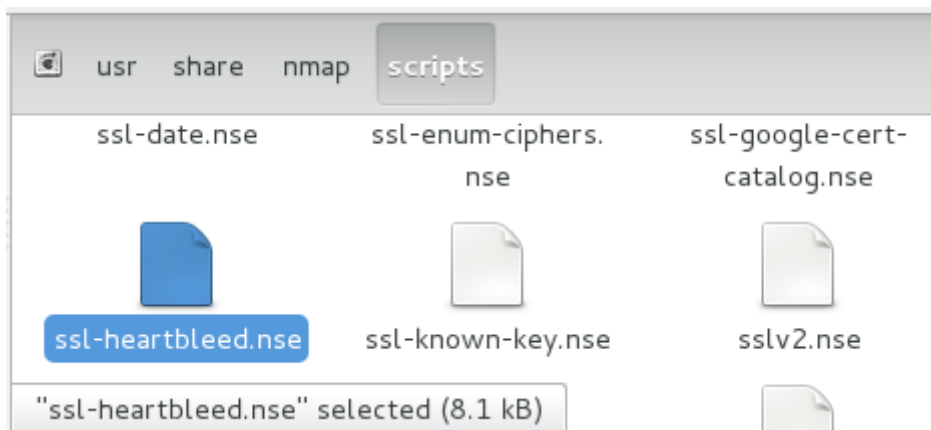 usr share nmap scripts
ssl-date.nse ssl-enum-ciphers. ssl-google-cert-
nse catalog.nse
ssl-heartbleed.nse ssl-known-key.nse sslv2.nse
"ssl-heartbleed.nse" selected (8.1 kB)